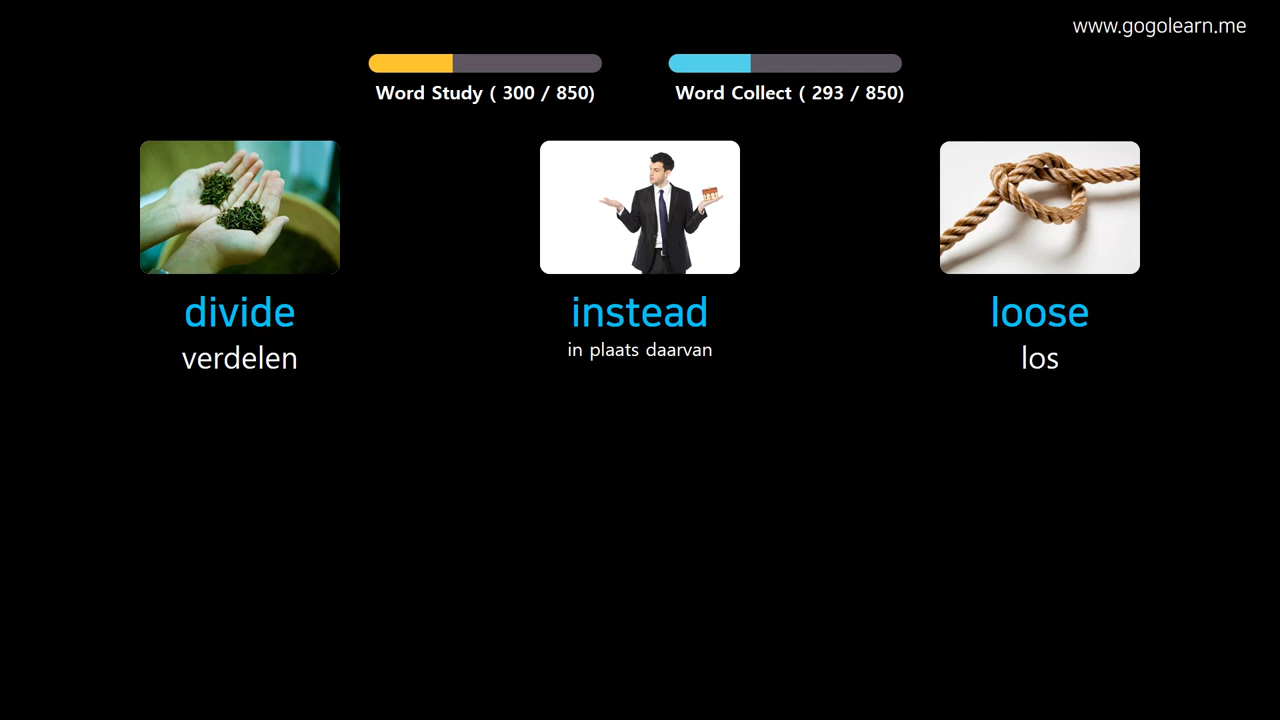 www.gogolearn.me
Word Study ( 300 / 850)
Word Collect ( 293 / 850)
divide
verdelen
instead
in plaats daarvan
loose
los